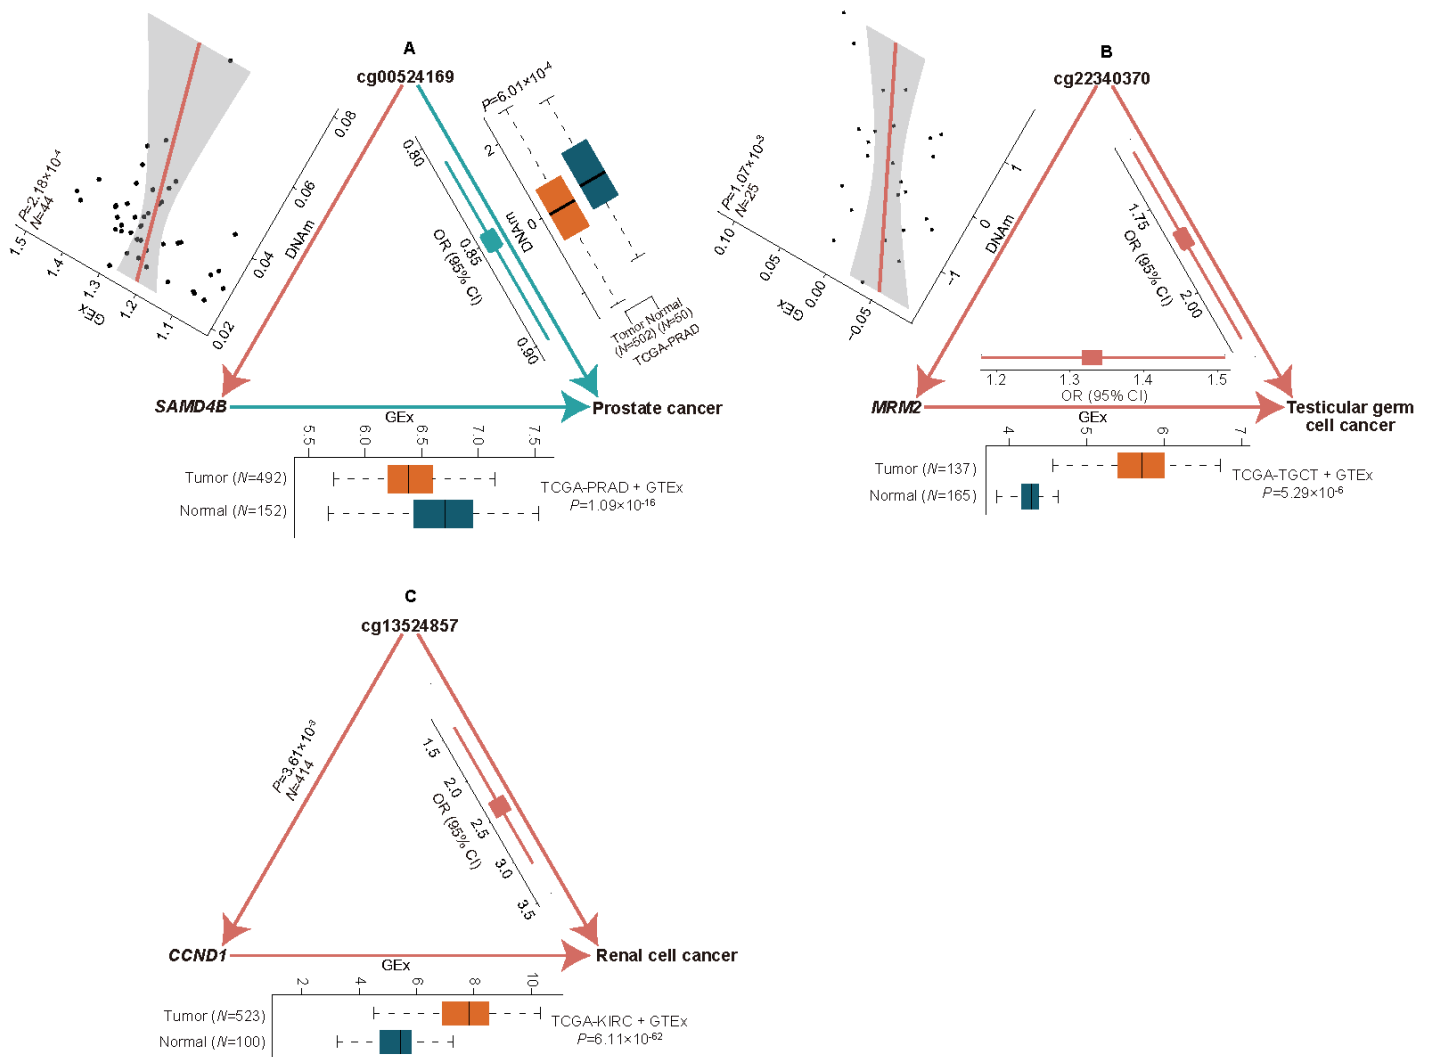 A
cg00524169
P=2.18×10-4
N=44
1.5
1.4
1.3
1.2
1.1
GEx
0.02
0.04
0.06
0.08
DNAm
0.80
0.85
0.90
OR (95% CI)
P=6.01×10-4
2
0
DNAm
Tomor Normal
(N=502) (N=50)
TCGA-PRAD
SAMD4B
Prostate cancer
GEx
5.5
6.0
6.5
7.0
7.5
Tumor (N=492)
Normal (N=152)
TCGA-PRAD + GTEx
P=1.09×10-16
B
cg22340370
P=1.07×10-3
N=25
0.10
0.05
0.00
-0.05
GEx
-1
0
1
DNAm
1.75
2.00
OR (95% CI)
1.2
1.3
1.4
1.5
OR (95% CI)
MRM2
Testicular germ
cell cancer
GEx
4
5
6
7
Tumor (N=137)
Normal (N=165)
TCGA-TGCT + GTEx
P=5.29×10-6
C
cg13524857
P=3.61×10-3
N=414
1.5
2.0
2.5
3.0
3.5
OR (95% CI)
CCND1
Renal cell cancer
GEx
2
4
6
8
10
Tumor (N=523)
Normal (N=100)
TCGA-KIRC + GTEx
P=6.11×10-62